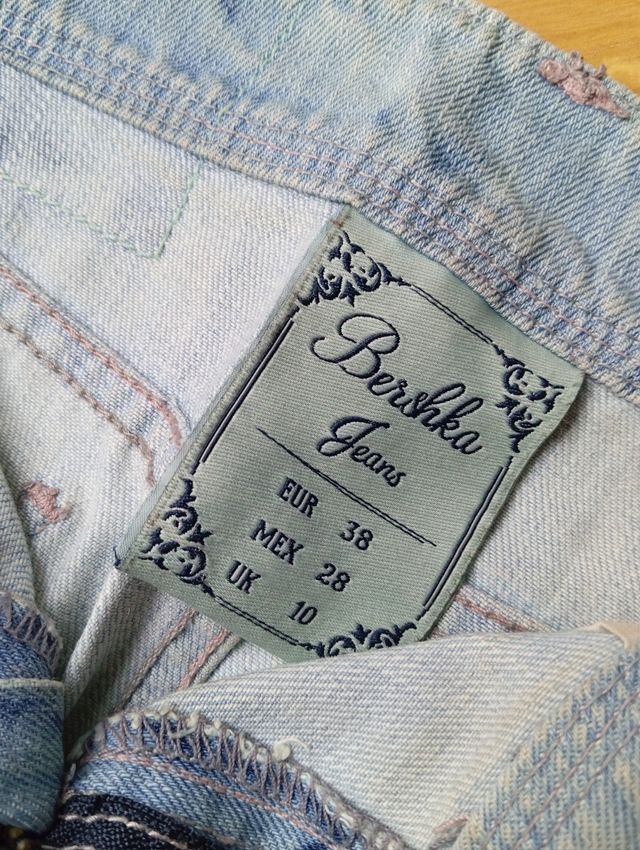 Bershka
Jeans
EUR 38
MEX 28
UK 10